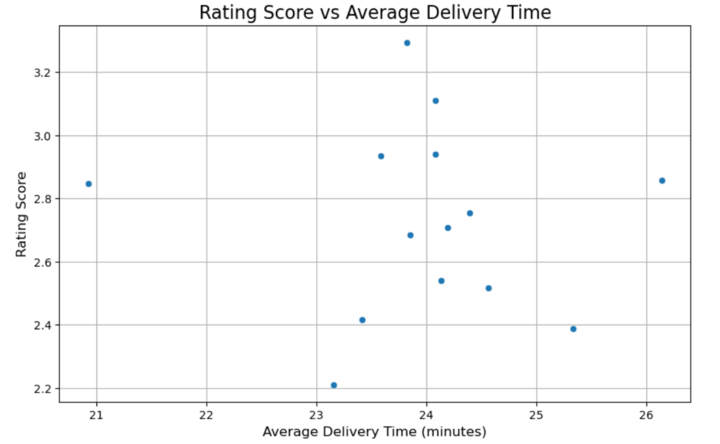 Rating Score vs Average Delivery Time
3.2
3.0
2.8
2.6
2.4
2.2
Rating Score
21 22 23 24 25 26
Average Delivery Time (minutes)